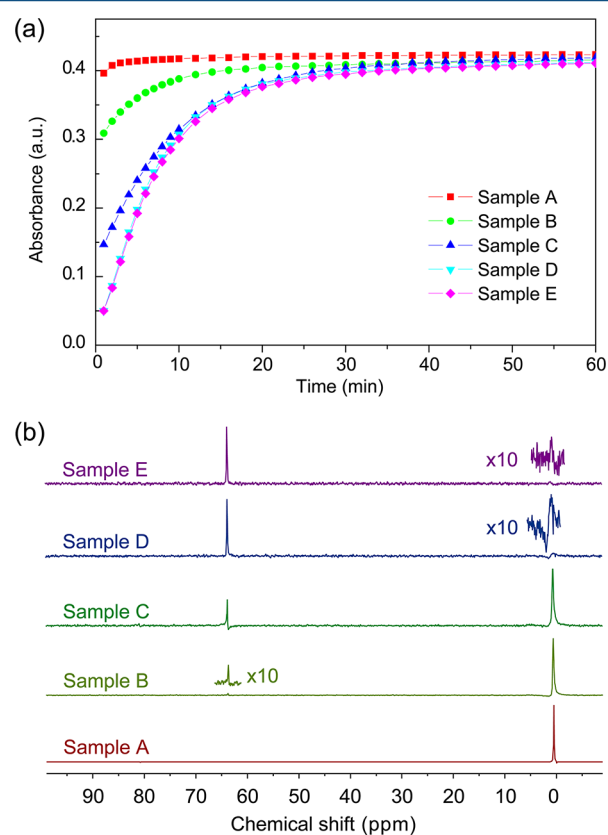 (a)
0.4
0.3
0.2
0.1
0.0
Absorbance (a.u.)
Sample A
Sample B
Sample C
Sample D
Sample E
0 10 20 30 40 50 60
Time (min)
(b)
Sample E x10
Sample D x10
Sample C
Sample B x10
Sample A
90 80 70 60 50 40 30 20 10 0
Chemical shift (ppm)